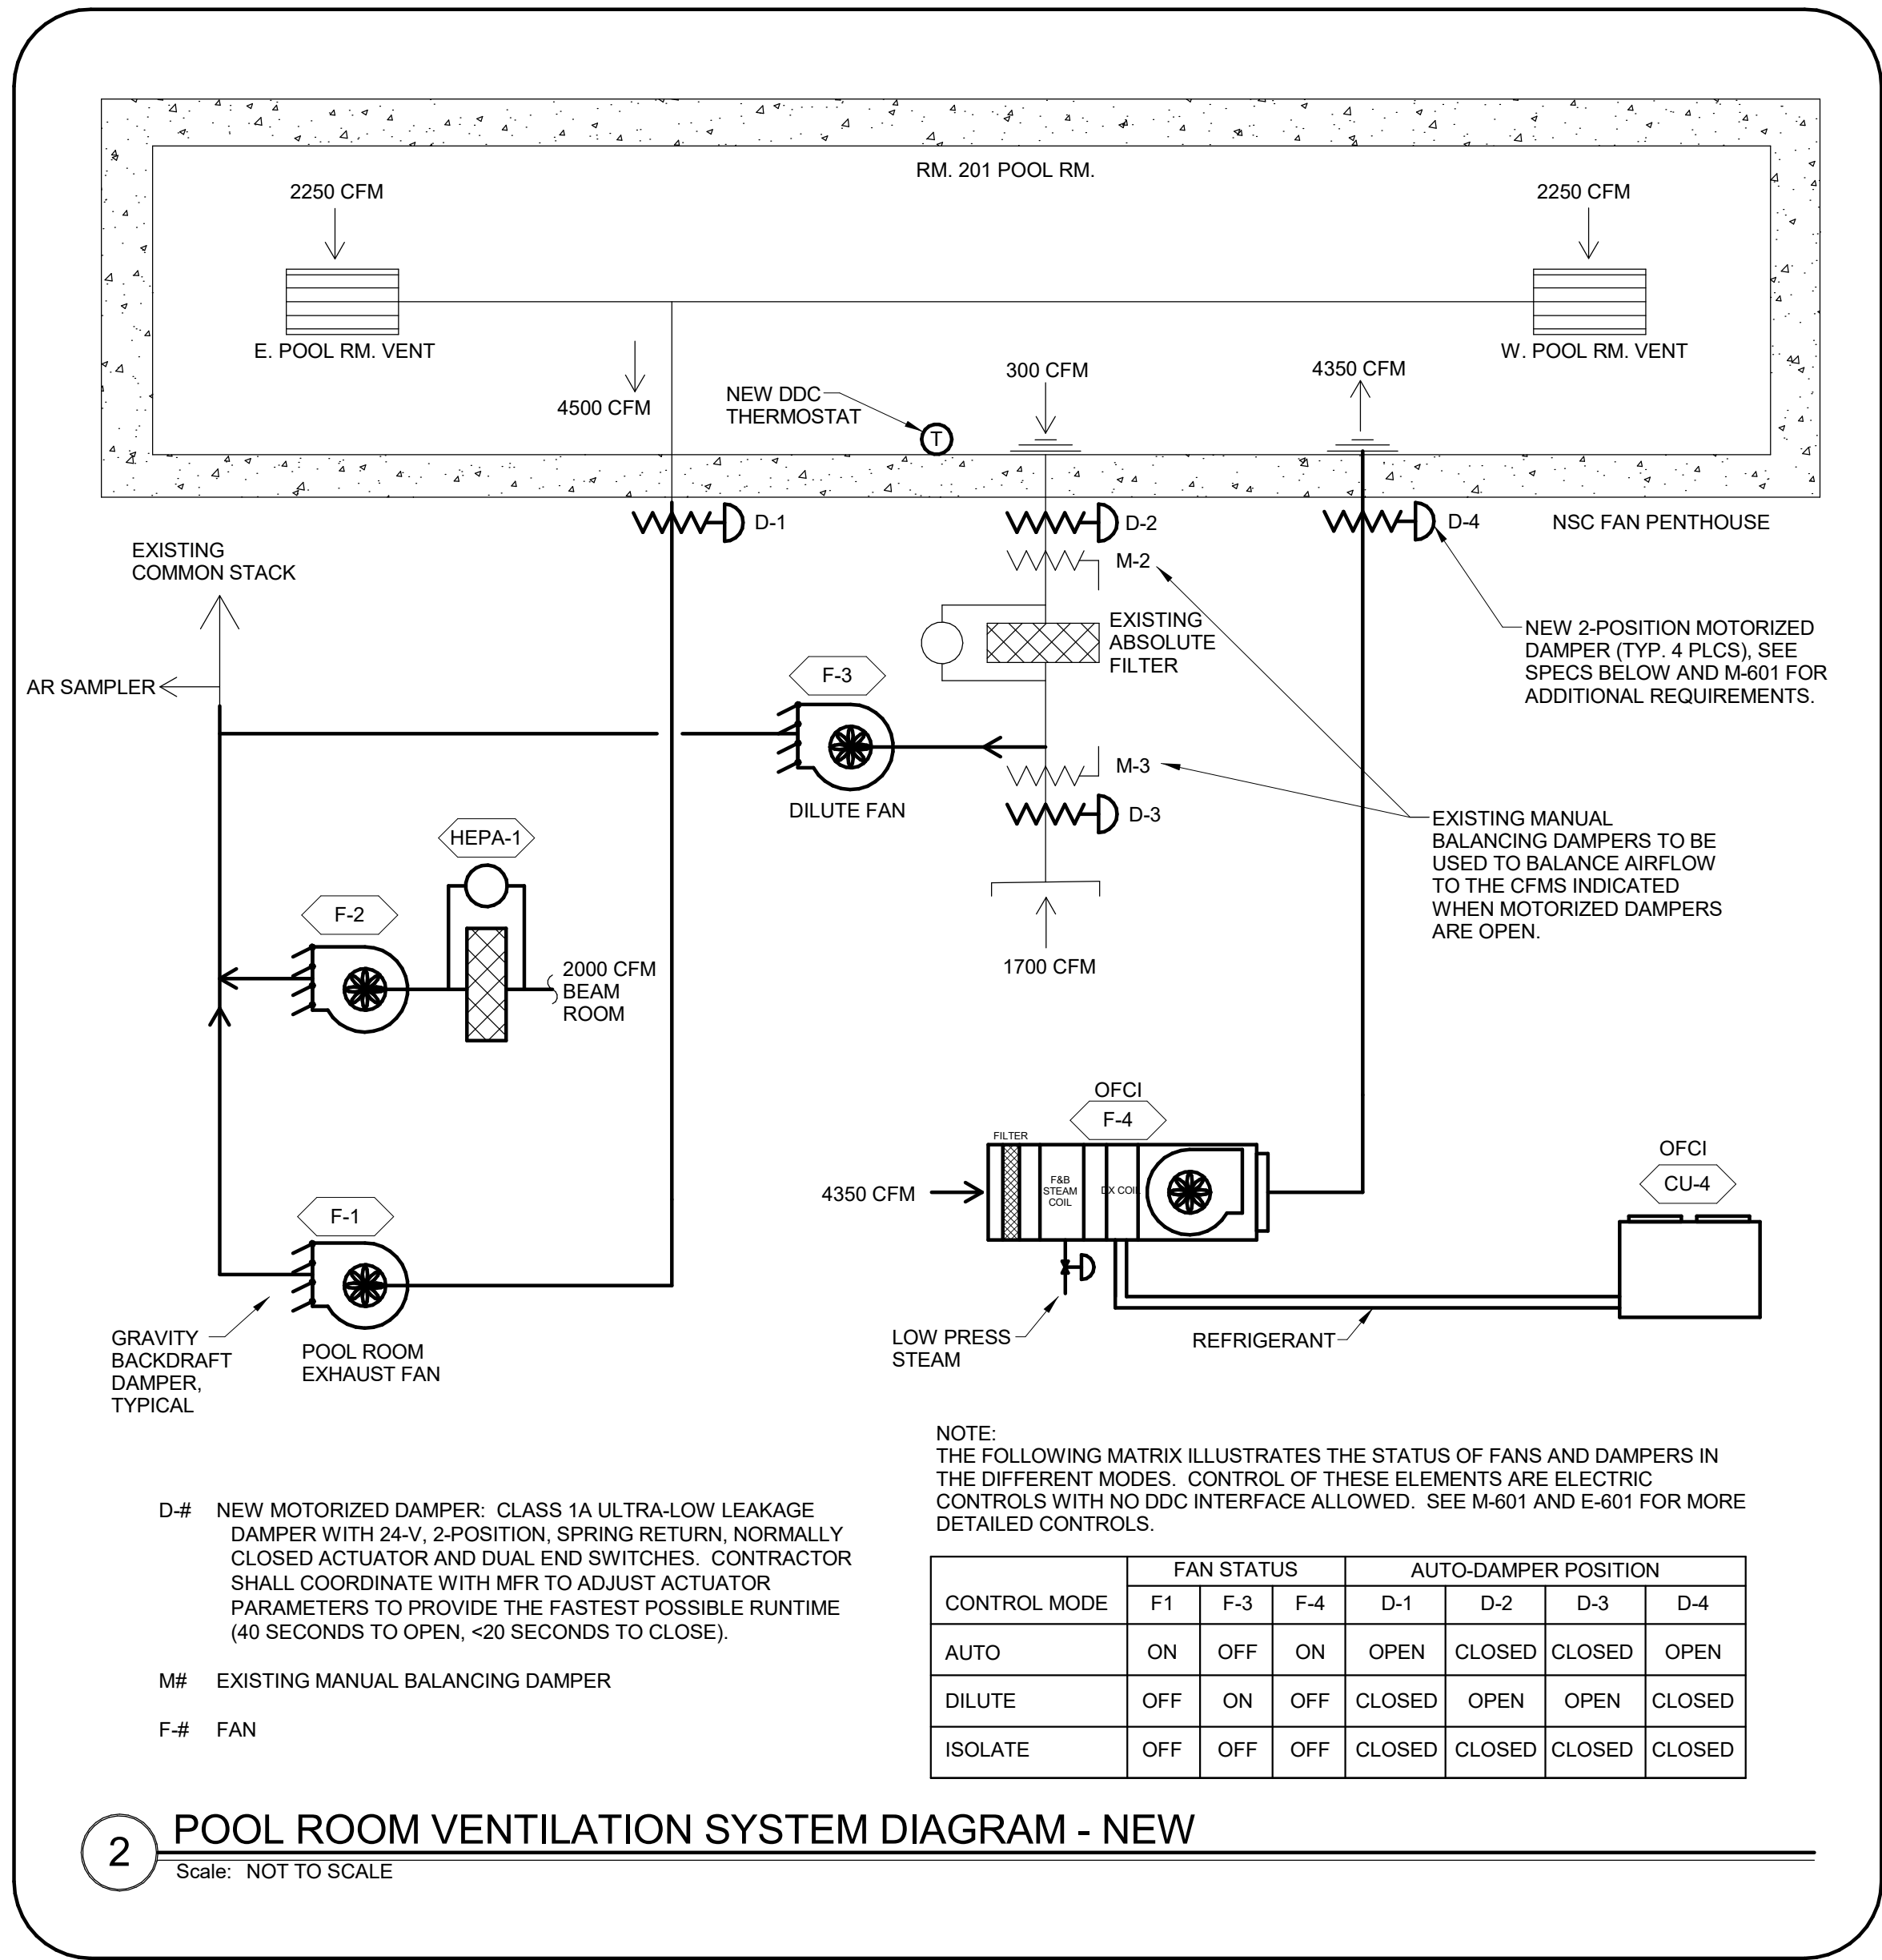 RM. 201 POOL RM.
2250 CFM
2250 CFM
E. POOL RM. VENT
W. POOL RM. VENT
4500 CFM
NEW DDC
THERMOSTAT
T
300 CFM
4350 CFM
D-1
D-2
D-4
NSC FAN PENTHOUSE
EXISTING
COMMON STACK
M-2
EXISTING
ABSOLUTE
FILTER
NEW 2-POSITION MOTORIZED
DAMPER (TYP. 4 PLCS), SEE
SPECS BELOW AND M-601 FOR
ADDITIONAL REQUIREMENTS.
AR SAMPLER
F-3
DILUTE FAN
M-3
D-3
EXISTING MANUAL
BALANCING DAMPERS TO BE
USED TO BALANCE AIRFLOW
TO THE CFMS INDICATED
WHEN MOTORIZED DAMPERS
ARE OPEN.
HEPA-1
F-2
2000 CFM
BEAM
ROOM
1700 CFM
OFCI
F-4
FILTER
F&B
STEAM
COIL
DX COIL
4350 CFM
OFCI
CU-4
F-1
GRAVITY
BACKDRAFT
DAMPER,
TYPICAL
POOL ROOM
EXHAUST FAN
LOW PRESS
STEAM
REFRIGERANT
NOTE:
THE FOLLOWING MATRIX ILLUSTRATES THE STATUS OF FANS AND DAMPERS IN
THE DIFFERENT MODES. CONTROL OF THESE ELEMENTS ARE ELECTRIC
CONTROLS WITH NO DDC INTERFACE ALLOWED. SEE M-601 AND E-601 FOR MORE
DETAILED CONTROLS.
D-# NEW MOTORIZED DAMPER: CLASS 1A ULTRA-LOW LEAKAGE
DAMPER WITH 24-V, 2-POSITION, SPRING RETURN, NORMALLY
CLOSED ACTUATOR AND DUAL END SWITCHES. CONTRACTOR
SHALL COORDINATE WITH MFR TO ADJUST ACTUATOR
PARAMETERS TO PROVIDE THE FASTEST POSSIBLE RUNTIME
(40 SECONDS TO OPEN, <20 SECONDS TO CLOSE).
M# EXISTING MANUAL BALANCING DAMPER
F-# FAN
FAN STATUS AUTO-DAMPER POSITION
CONTROL MODE F1 F-3 F-4 D-1 D-2 D-3 D-4
AUTO ON OFF ON OPEN CLOSED CLOSED OPEN
DILUTE OFF ON OFF CLOSED OPEN OPEN CLOSED
ISOLATE OFF OFF OFF CLOSED CLOSED CLOSED CLOSED
2 POOL ROOM VENTILATION SYSTEM DIAGRAM - NEW
Scale: NOT TO SCALE